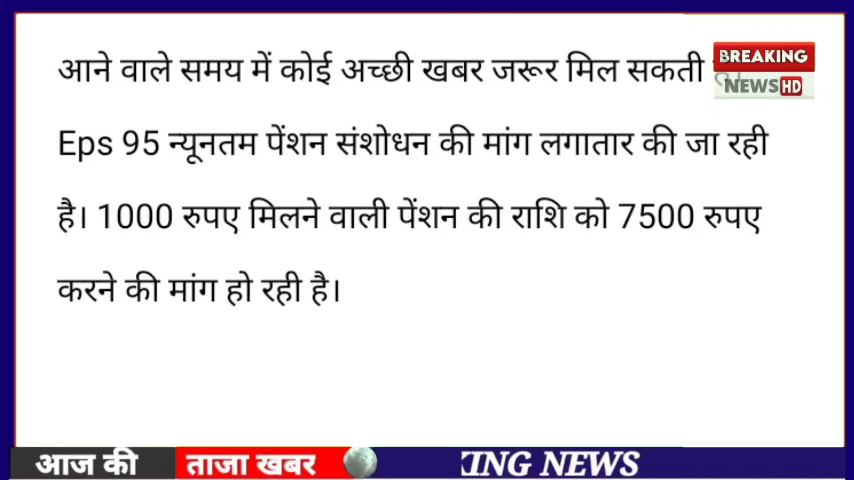 आने वाले समय में कोई अच्छी खबर जरूर मिल सकती
BREAKING
NEWS HD
Eps 95 न्यूनतम पेंशन संशोधन की मांग लगातार की जा रही
है। 1000 रुपए मिलने वाली पेंशन की राशि को 7500 रुपए
करने की मांग हो रही है।
आज की ताजा खबर KING NEWS